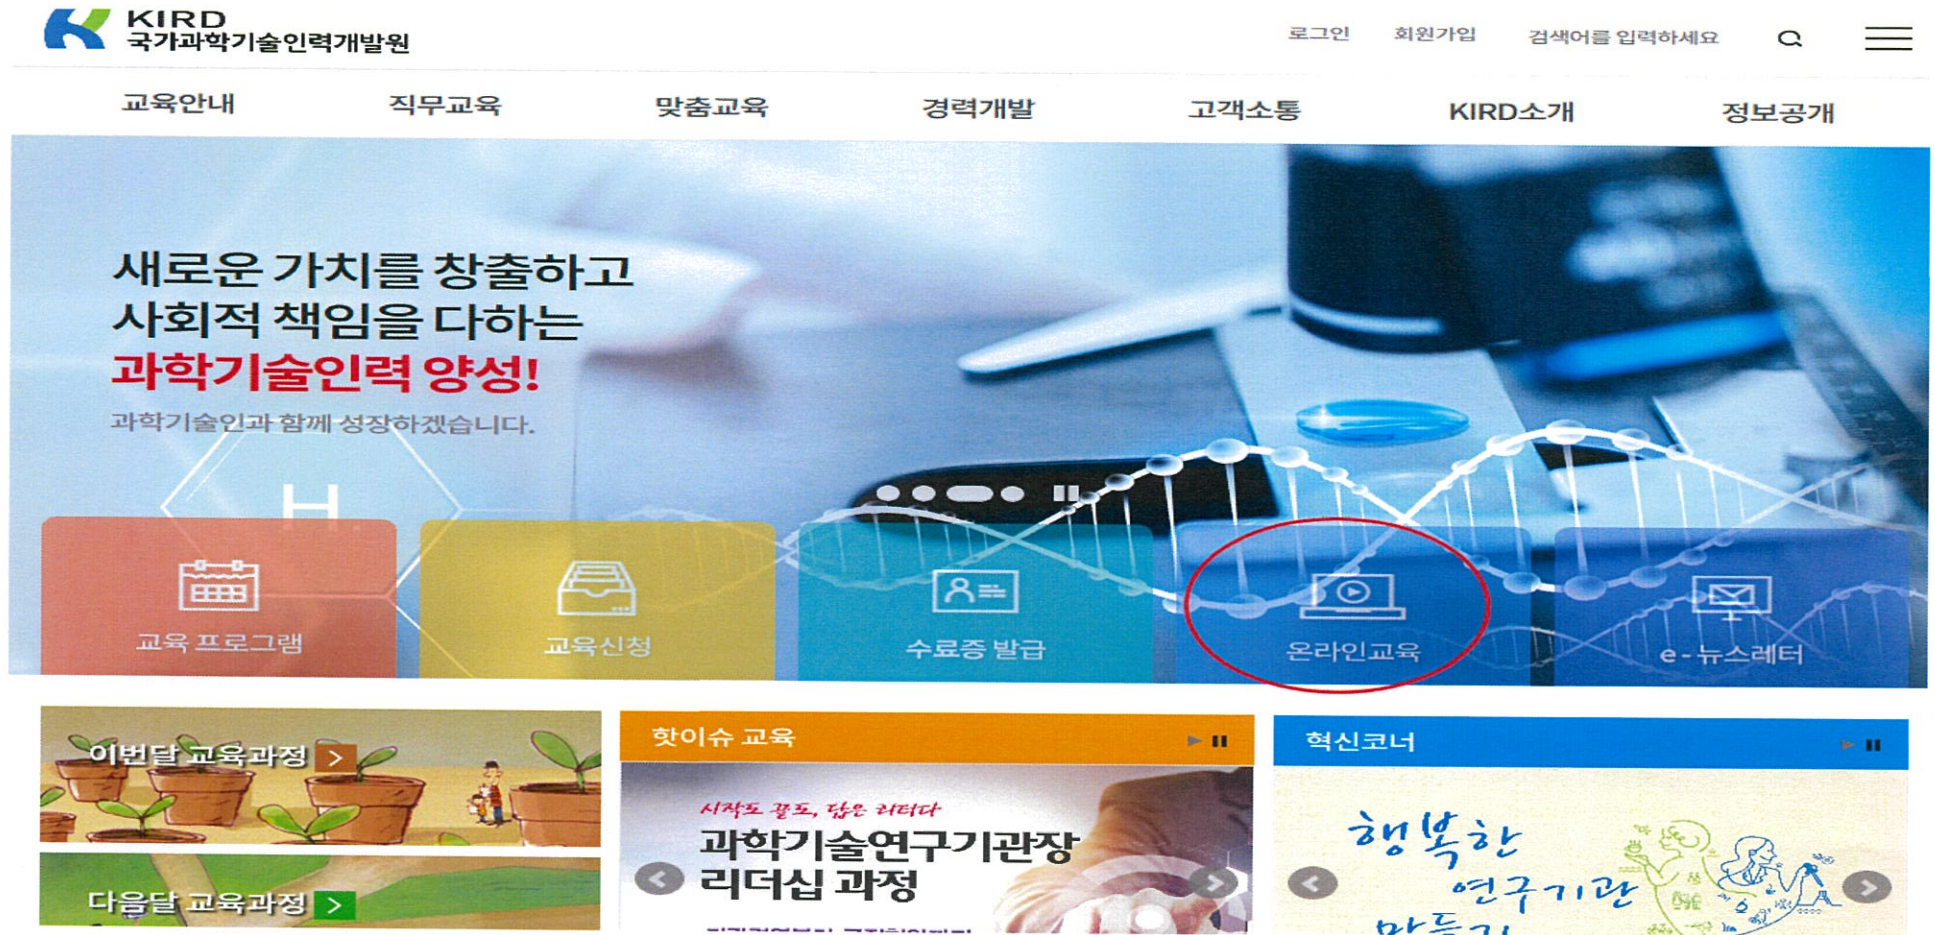 KIRD
국가과학기술인력개발원
로그인 회원가입 검색어를 입력하세요
교육안내 직무교육 맞춤교육 경력개발 고객소통 KIRD소개 정보공개
새로운 가치를 창출하고
사회적 책임을 다하는
과학기술인력 양성!
과학기술인과 함께 성장하겠습니다.
H
교육 프로그램 교육신청 수료증 발급 온라인교육 e-뉴스레터
이번달 교육과정 >
다음달 교육과정 >
핫이슈 교육
시작도 끝도, 답은 리더다
과학기술연구기관장
리더십 과정
혁신코너
행복한
연구기관
만들기